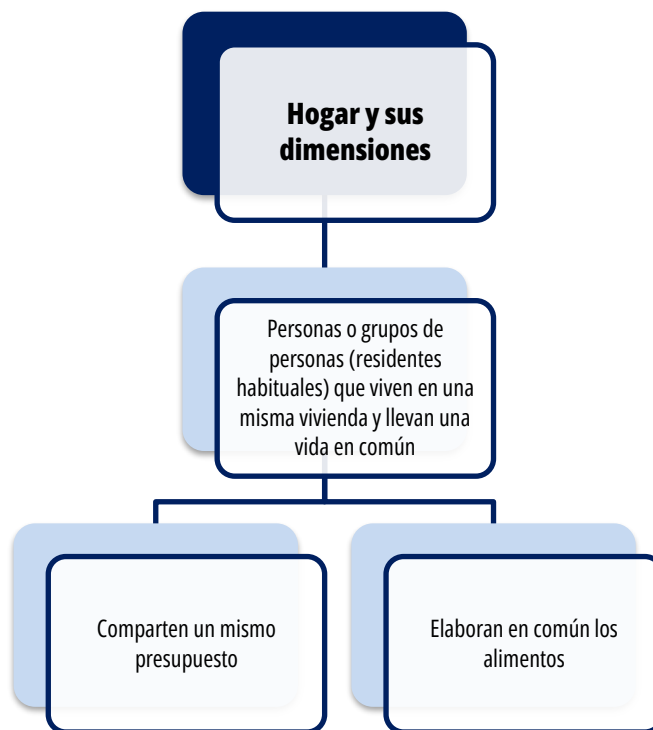 Hogar y sus
dimensiones
Personas o grupos de
personas (residentes
habituales) que viven en una
misma vivienda y llevan una
vida en común
Comparten un mismo
presupuesto
Elaboran en común los
alimentos